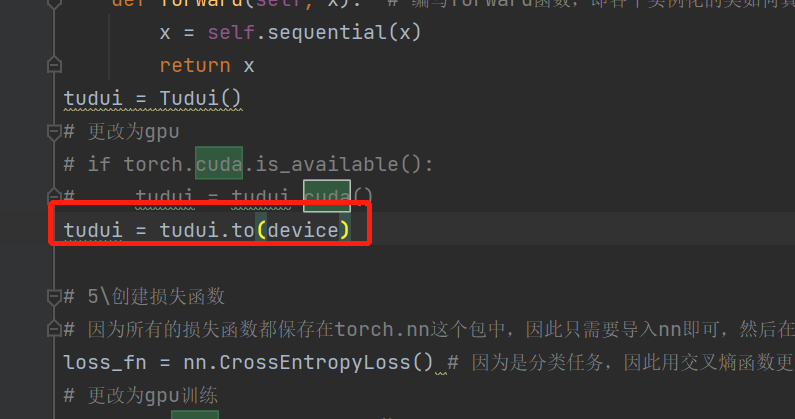 def forward(self, x): # 编写forward函数，即各个实例化的类如何真
x = self.sequential(x)
return x
tudui = Tudui()
# 更改为gpu
# if torch.cuda.is_available():
# tudui = tudui.cuda()
tudui = tudui.to(device)
# 5\创建损失函数
# 因为所有的损失函数都保存在torch.nn这个包中，因此只需要导入nn即可，然后在
loss_fn = nn.CrossEntropyLoss() # 因为是分类任务，因此用交叉熵函数更
# 更改为gpu训练